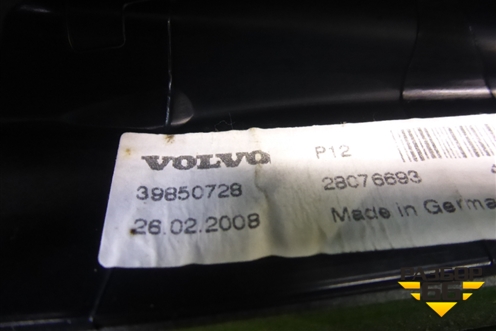 VOLVO P12
39850728 28076693
26.02.2008 Made in Germa